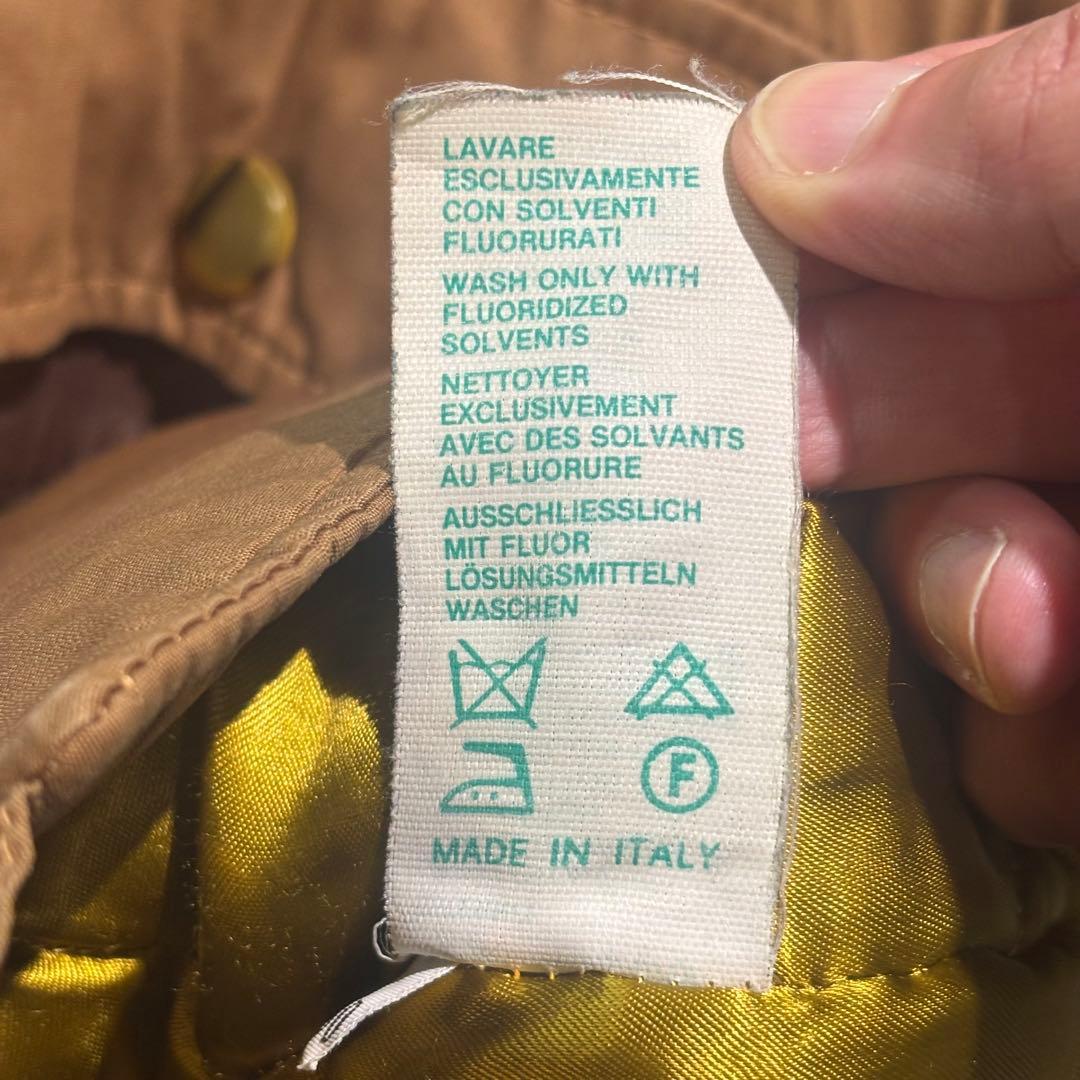 LAVARE
ESCLUSIVAMENTE
CON SOLVENTI
FLUORURATI
WASH ONLY WITH
FLUORIDIZED
SOLVENTS
NETTOYER
EXCLUSIVEMENT
AVEC DES SOLVANTS
AU FLUORURE
AUSSCHLIESSLICH
MIT FLUOR
LÖSUNGSMITTELN
WASCHEN
F
MADE IN ITALY